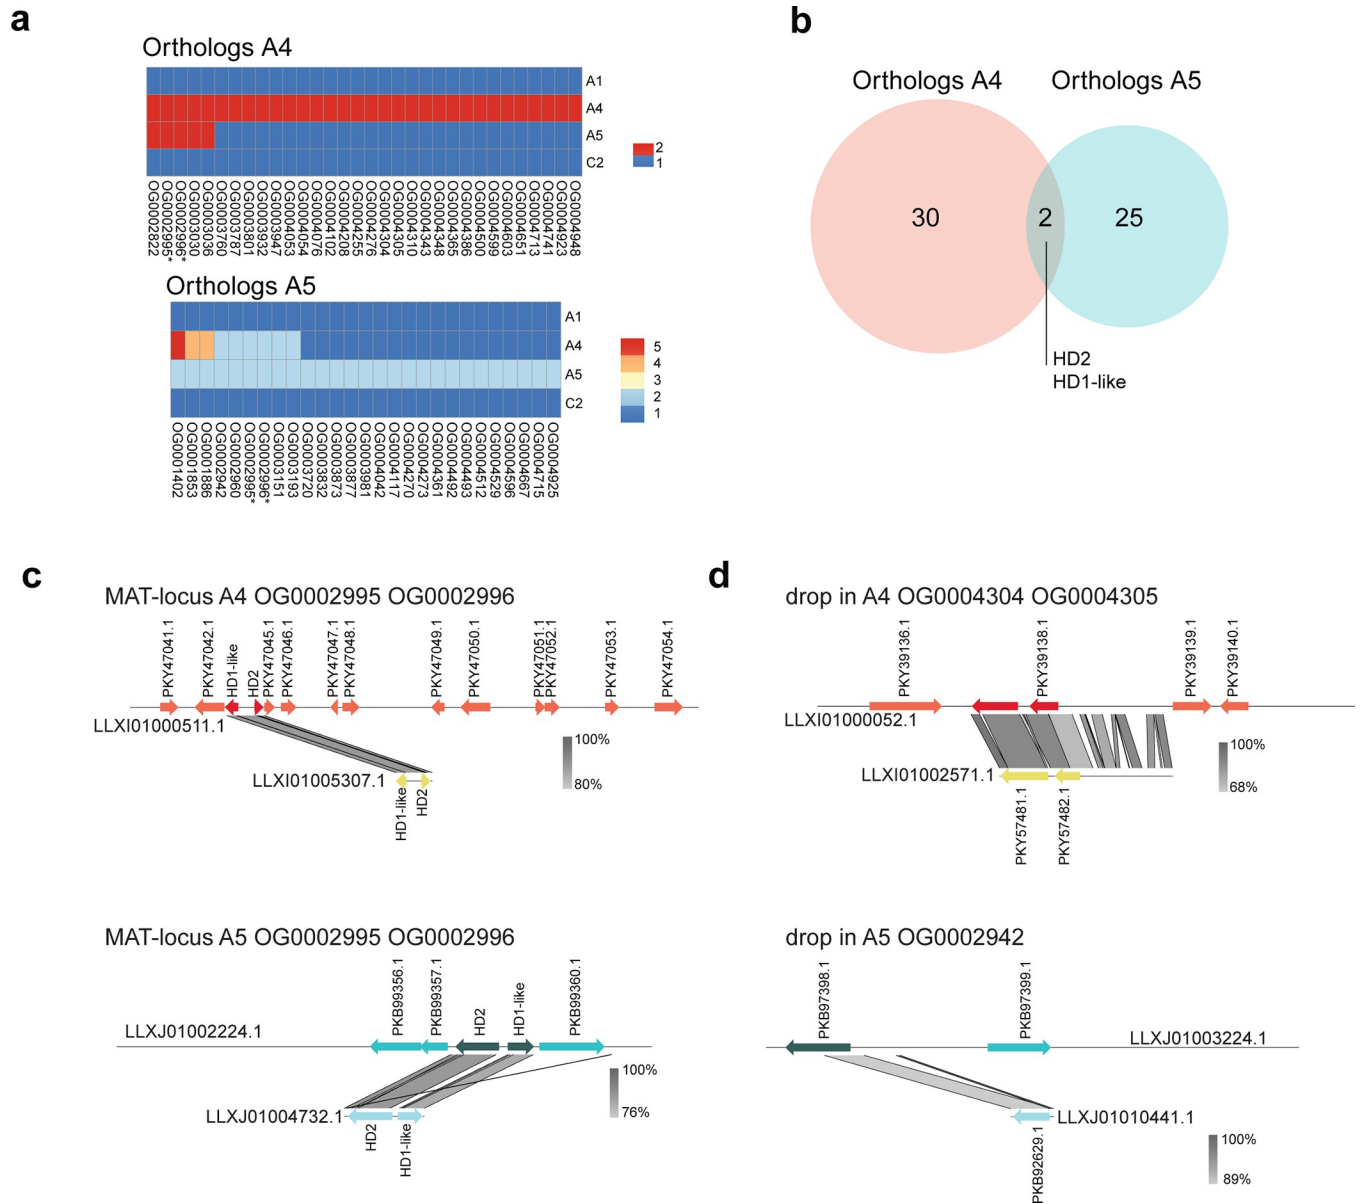 a
Orthologs A4
A1
A4
A5
C2
2
1
OG0002822
OG0002995*
OG0002996*
OG0003030
OG0003036
OG0003760
OG0003787
OG0003801
OG0003932
OG0003947
OG0004053
OG0004054
OG0004076
OG0004102
OG0004208
OG0004255
OG0004276
OG0004304
OG0004305
OG0004310
OG0004343
OG0004348
OG0004365
OG0004386
OG0004500
OG0004599
OG0004603
OG0004651
OG0004713
OG0004741
OG0004923
OG0004948
Orthologs A5
A1
A4
A5
C2
5
4
3
2
1
OG0001402
OG0001853
OG0001886
OG0002942
OG0002960
OG0002995*
OG0002996*
OG0003151
OG0003193
OG0003720
OG0003832
OG0003873
OG0003877
OG0003981
OG0004042
OG0004117
OG0004270
OG0004273
OG0004361
OG0004492
OG0004493
OG0004512
OG0004529
OG0004596
OG0004667
OG0004715
OG0004925
b
Orthologs A4
Orthologs A5
30
2
25
HD2
HD1-like
c
MAT-locus A4 OG0002995 OG0002996
PKY47041.1
PKY47042.1
HD1-like
HD2
PKY47045.1
PKY47046.1
PKY47047.1
PKY47048.1
PKY47049.1
PKY47050.1
PKY47051.1
PKY47052.1
PKY47053.1
PKY47054.1
LLXI01000511.1
LLXI01005307.1
HD1-like
HD2
100%
80%
MAT-locus A5 OG0002995 OG0002996
PKB99356.1
PKB99357.1
HD2
HD1-like
PKB99360.1
LLXJ01002224.1
LLXJ01004732.1
HD2
HD1-like
100%
76%
d
drop in A4 OG0004304 OG0004305
PKY39136.1
PKY39138.1
PKY39139.1
PKY39140.1
LLXI01000052.1
LLXI01002571.1
PKY57481.1
PKY57482.1
100%
68%
drop in A5 OG0002942
PKB97398.1
PKB97399.1
LLXJ01003224.1
LLXJ01010441.1
PKB92629.1
100%
89%